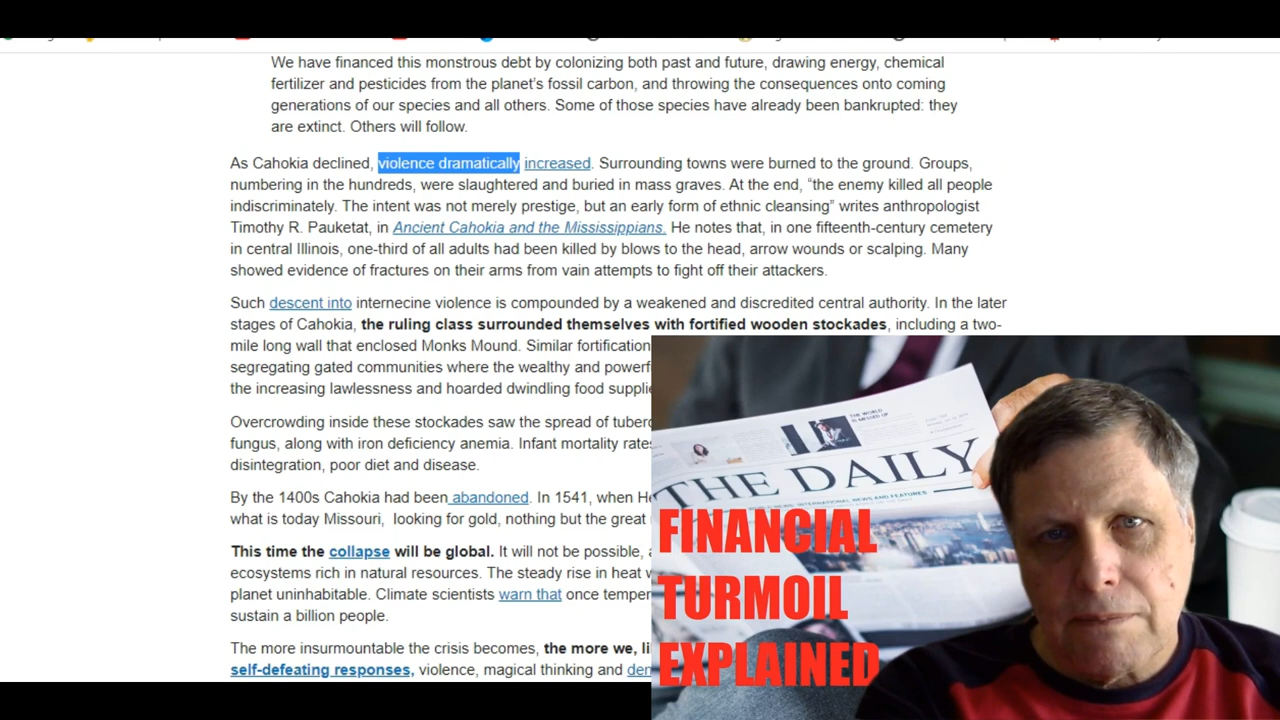 We have financed this monstrous debt by colonizing both past and future, drawing energy, chemical
fertilizer and pesticides from the planet's fossil carbon, and throwing the consequences onto coming
generations of our species and all others. Some of those species have already been bankrupted: they
are extinct. Others will follow.
As Cahokia declined, violence dramatically increased. Surrounding towns were burned to the ground. Groups,
numbering in the hundreds, were slaughtered and buried in mass graves. At the end, “the enemy killed all people
indiscriminately. The intent was not merely prestige, but an early form of ethnic cleansing” writes anthropologist
Timothy R. Pauketat, in Ancient Cahokia and the Mississippians. He notes that, in one fifteenth-century cemetery
in central Illinois, one-third of all adults had been killed by blows to the head, arrow wounds or scalping. Many
showed evidence of fractures on their arms from vain attempts to fight off their attackers.
Such descent into internecine violence is compounded by a weakened and discredited central authority. In the later
stages of Cahokia, the ruling class surrounded themselves with fortified wooden stockades, including a two-
mile long wall that enclosed Monks Mound. Similar fortification
segregating gated communities where the wealthy and powerf
the increasing lawlessness and hoarded dwindling food supplie
Overcrowding inside these stockades saw the spread of tuberc
fungus, along with iron deficiency anemia. Infant mortality rates
disintegration, poor diet and disease.
By the 1400s Cahokia had been abandoned. In 1541, when He
what is today Missouri, looking for gold, nothing but the great
This time the collapse will be global. It will not be possible, a
ecosystems rich in natural resources. The steady rise in heat
planet uninhabitable. Climate scientists warn that once temper
sustain a billion people.
The more insurmountable the crisis becomes, the more we, li
self-defeating responses, violence, magical thinking and den
THE WORLD
IS MESSED UP
THE DAILY
WORLD NEWS, INTERNATIONAL NEWS AND FEATURES
FINANCIAL
TURMOIL
EXPLAINED